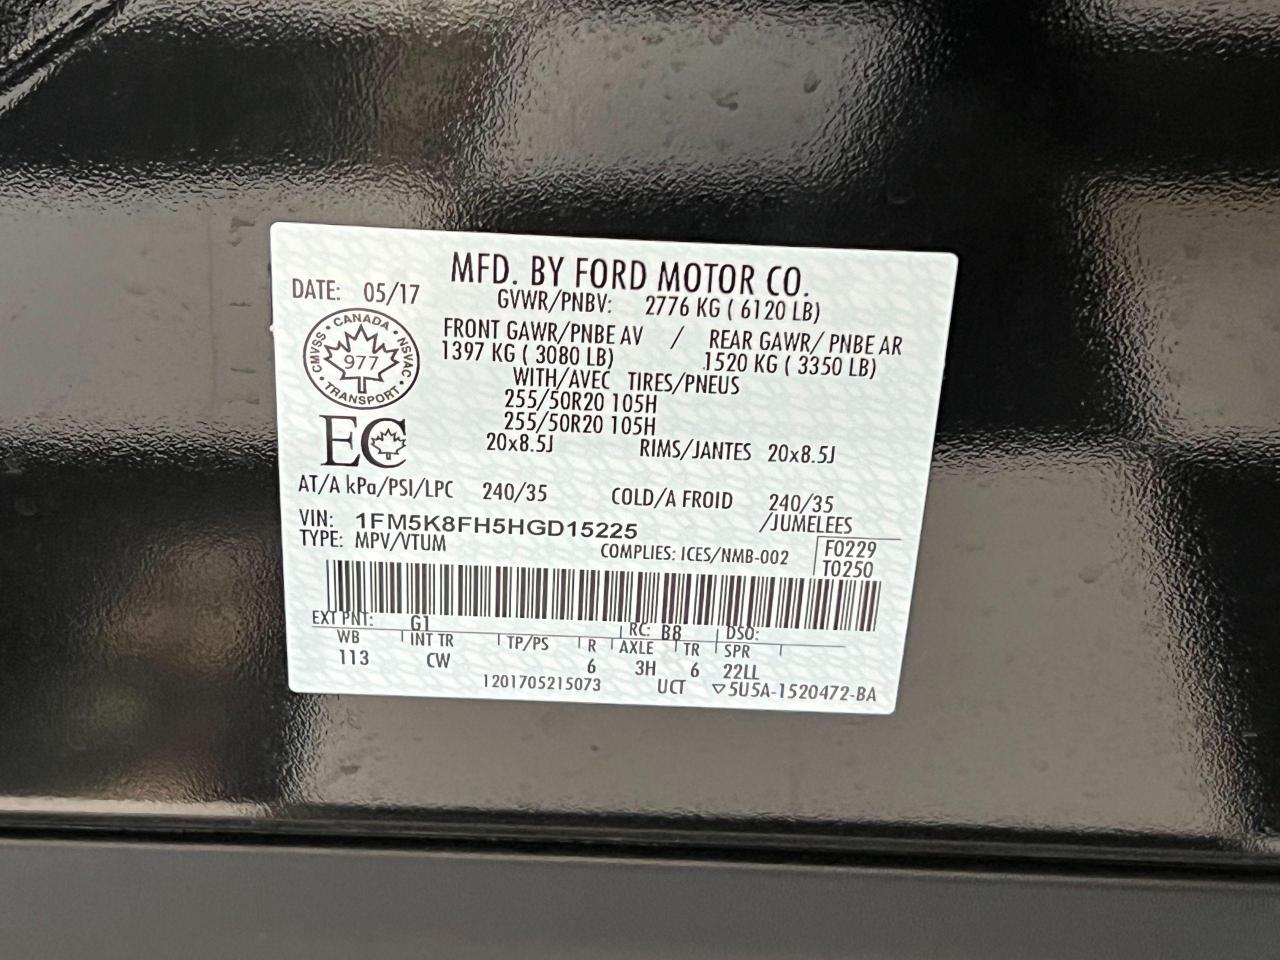 MFD. BY FORD MOTOR CO.
DATE: 05/17
GVWR/PNBV: 2776 KG ( 6120 LB)
CMVSS · CANADA · NSVAC · TRANSPORT ·
977
EC
FRONT GAWR/PNBE AV / REAR GAWR/ PNBE AR
1397 KG ( 3080 LB) 1520 KG ( 3350 LB)
WITH/AVEC TIRES/PNEUS
255/50R20 105H
255/50R20 105H
20x8.5J RIMS/JANTES 20x8.5J
AT/A kPa/PSI/LPC 240/35 COLD/A FROID 240/35
/JUMELEES
VIN: 1FM5K8FH5HGD15225
TYPE: MPV/VTUM COMPLIES: ICES/NMB-002
F0229
T0250
EXT PNT: G1 RC: B8 DSO:
WB INT TR TP/PS R AXLE TR SPR
113 CW 6 3H 6 22LL
1201705215073 UCT ▽5U5A-1520472-BA